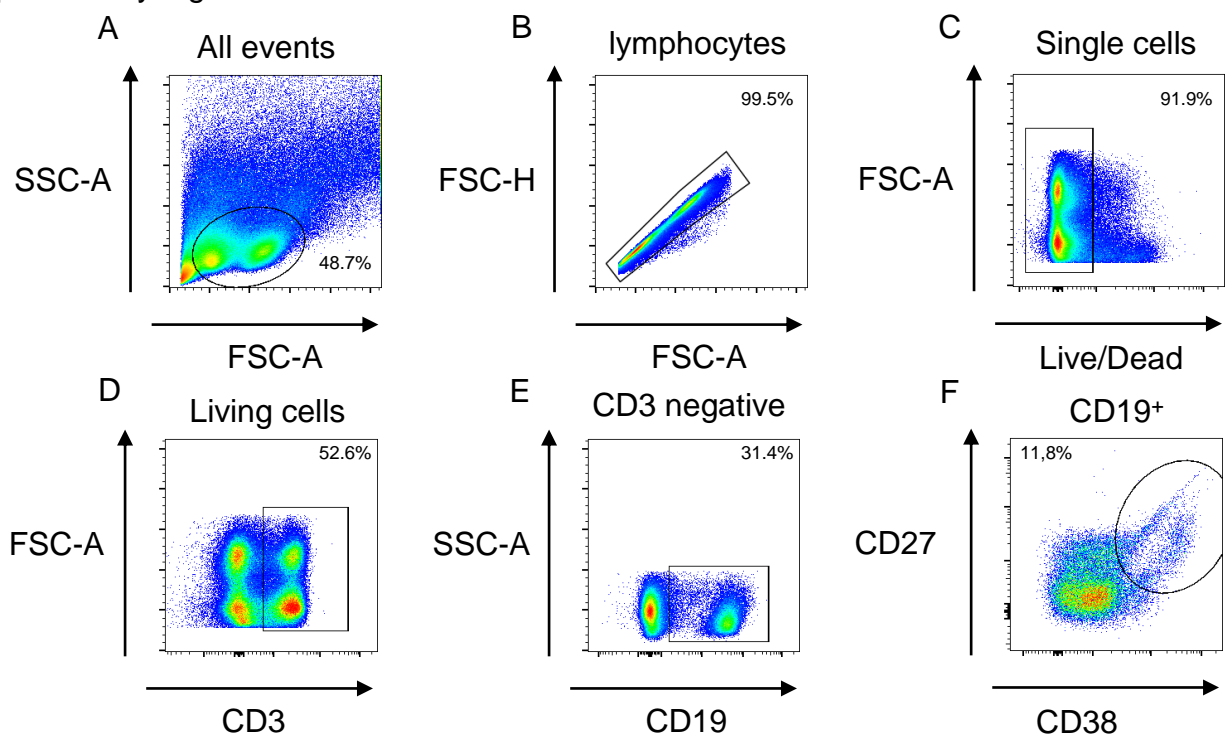 A
All events
SSC-A
48.7%
FSC-A
B
lymphocytes
99.5%
FSC-H
FSC-A
C
Single cells
91.9%
FSC-A
Live/Dead
D
Living cells
52.6%
FSC-A
CD3
E
CD3 negative
31.4%
SSC-A
CD19
F
CD19⁺
11,8%
CD27
CD38